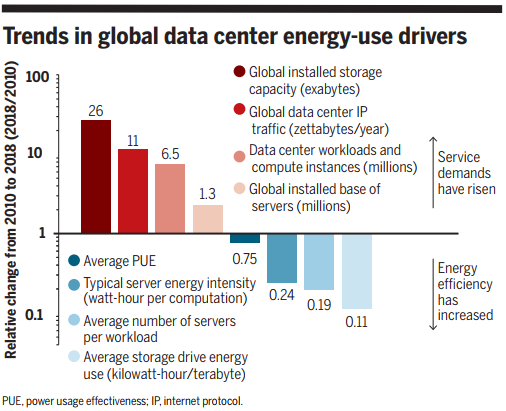 Trends in global data center energy-use drivers
Relative change from 2010 to 2018 (2018/2010)
100
10
1
0.1
26
11
6.5
1.3
Global installed storage
capacity (exabytes)
Global data center IP
traffic (zettabytes/year)
Data center workloads and
compute instances (millions)
Global installed base of
servers (millions)
Service
demands
have risen
0.75
0.24
0.19
0.11
Average PUE
Typical server energy intensity
(watt-hour per computation)
Average number of servers
per workload
Average storage drive energy
use (kilowatt-hour/terabyte)
Energy
efficiency
has
increased
PUE, power usage effectiveness; IP, internet protocol.